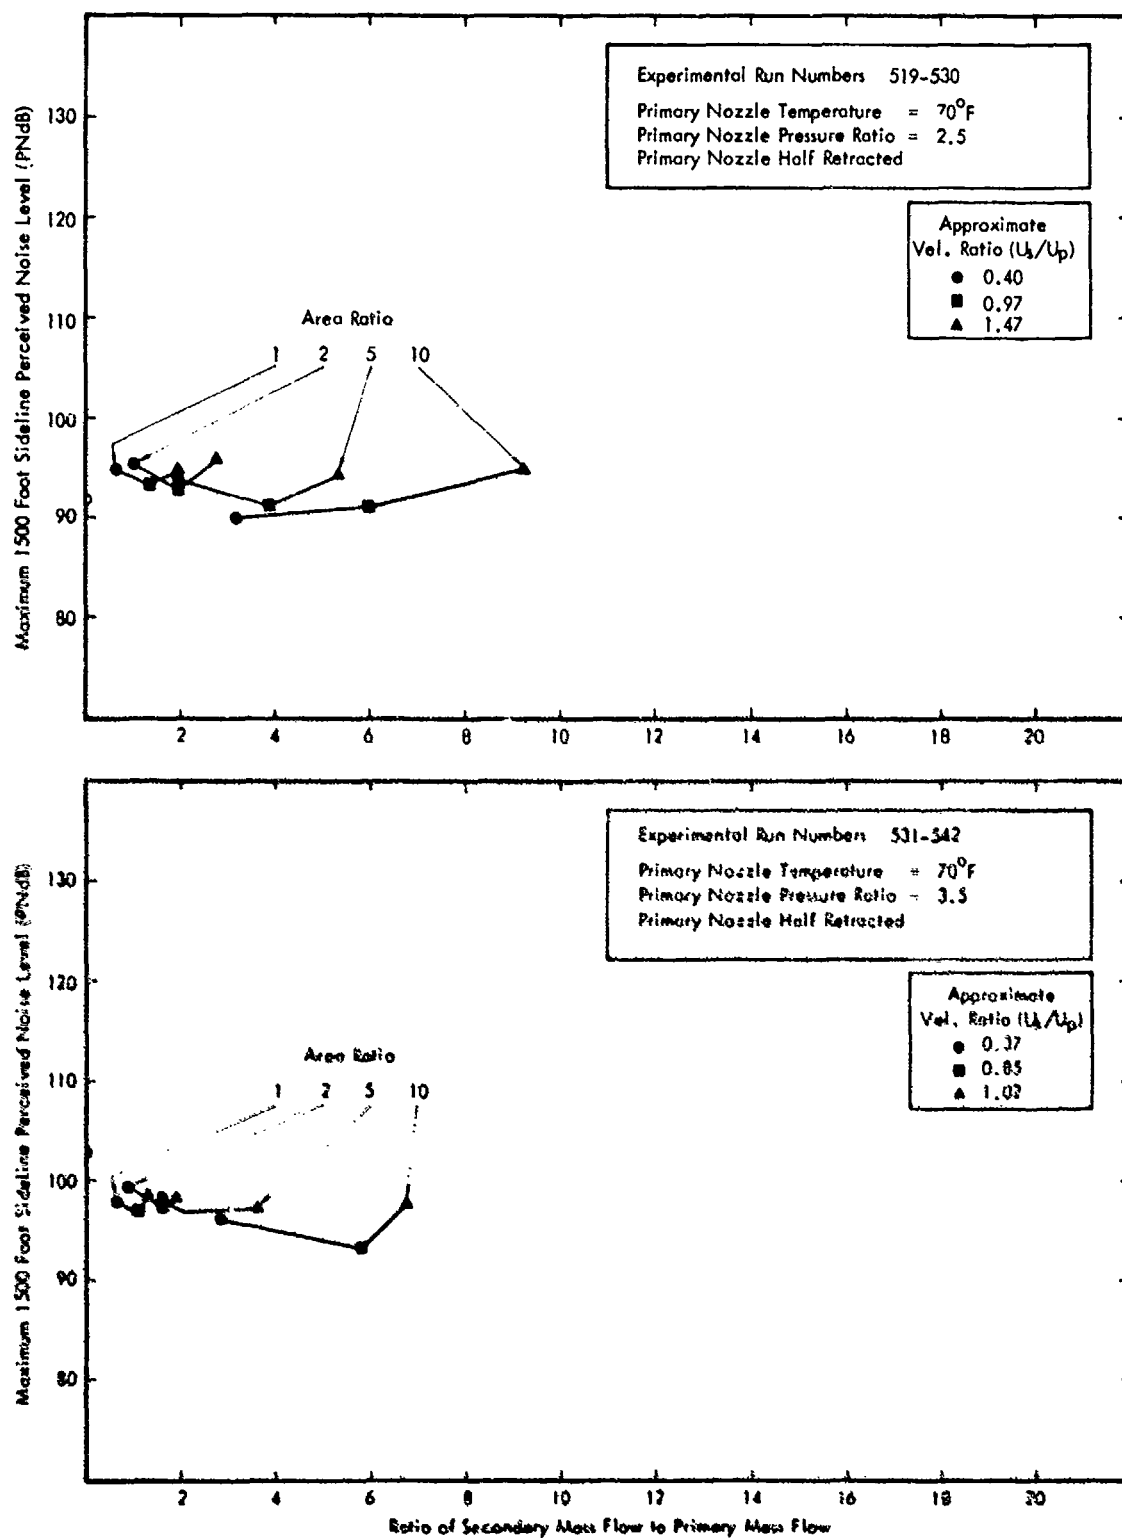 Maximum 1500 Foot Sideline Perceived Noise Level (PNdB)
130
120
110
100
90
80
Experimental Run Numbers 519-530
Primary Nozzle Temperature = 70°F
Primary Nozzle Pressure Ratio = 2.5
Primary Nozzle Half Retracted
Approximate
Vel. Ratio (Us/Up)
● 0.40
■ 0.97
▲ 1.47
Area Ratio
1 2 5 10
2 4 6 8 10 12 14 16 18 20
Maximum 1500 Foot Sideline Perceived Noise Level (PNdB)
130
120
110
100
90
80
Experimental Run Numbers 531-542
Primary Nozzle Temperature = 70°F
Primary Nozzle Pressure Ratio = 3.5
Primary Nozzle Half Retracted
Approximate
Vel. Ratio (Us/Up)
● 0.37
■ 0.85
▲ 1.02
Area Ratio
1 2 5 10
2 4 6 8 10 12 14 16 18 20
Ratio of Secondary Mass Flow to Primary Mass Flow